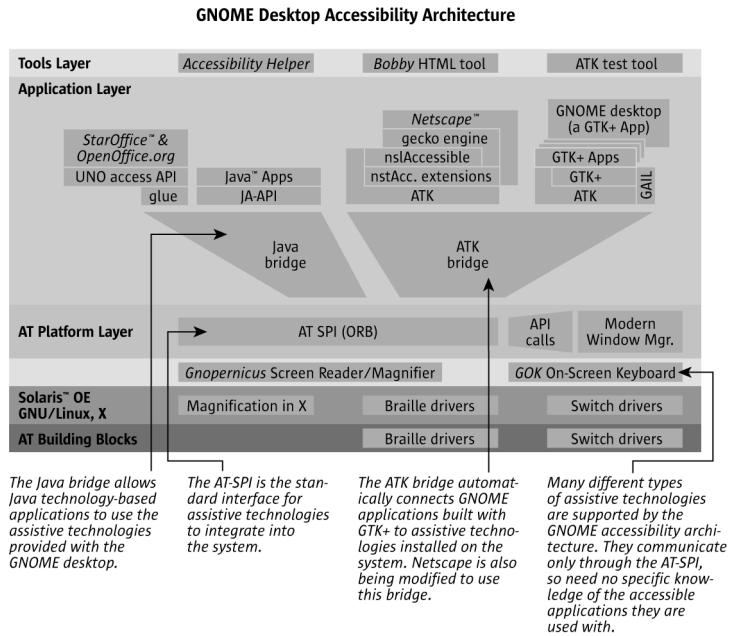 GNOME Desktop Accessibility Architecture
Tools Layer
Accessibility Helper
Bobby HTML tool
ATK test tool
Application Layer
StarOffice™ &
OpenOffice.org
UNO access API
glue
Java™ Apps
JA-API
Netscape™
gecko engine
nslAccessible
nstAcc. extensions
ATK
GNOME desktop
(a GTK+ App)
GTK+ Apps
GTK+
ATK
GAIL
Java
bridge
ATK
bridge
AT Platform Layer
AT SPI (ORB)
API
calls
Modern
Window Mgr.
Gnopernicus Screen Reader/Magnifier
GOK On-Screen Keyboard
Solaris™ OE
GNU/Linux, X
Magnification in X
Braille drivers
Switch drivers
AT Building Blocks
Braille drivers
Switch drivers
The Java bridge allows
Java technology-based
applications to use the
assistive technologies
provided with the
GNOME desktop.
The AT-SPI is the stan-
dard interface for
assistive technologies
to integrate into
the system.
The ATK bridge automat-
ically connects GNOME
applications built with
GTK+ to assistive techno-
logies installed on the
system. Netscape is also
being modified to use
this bridge.
Many different types
of assistive technologies
are supported by the
GNOME accessibility archi-
tecture. They communicate
only through the AT-SPI,
so need no specific know-
ledge of the accessible
applications they are
used with.